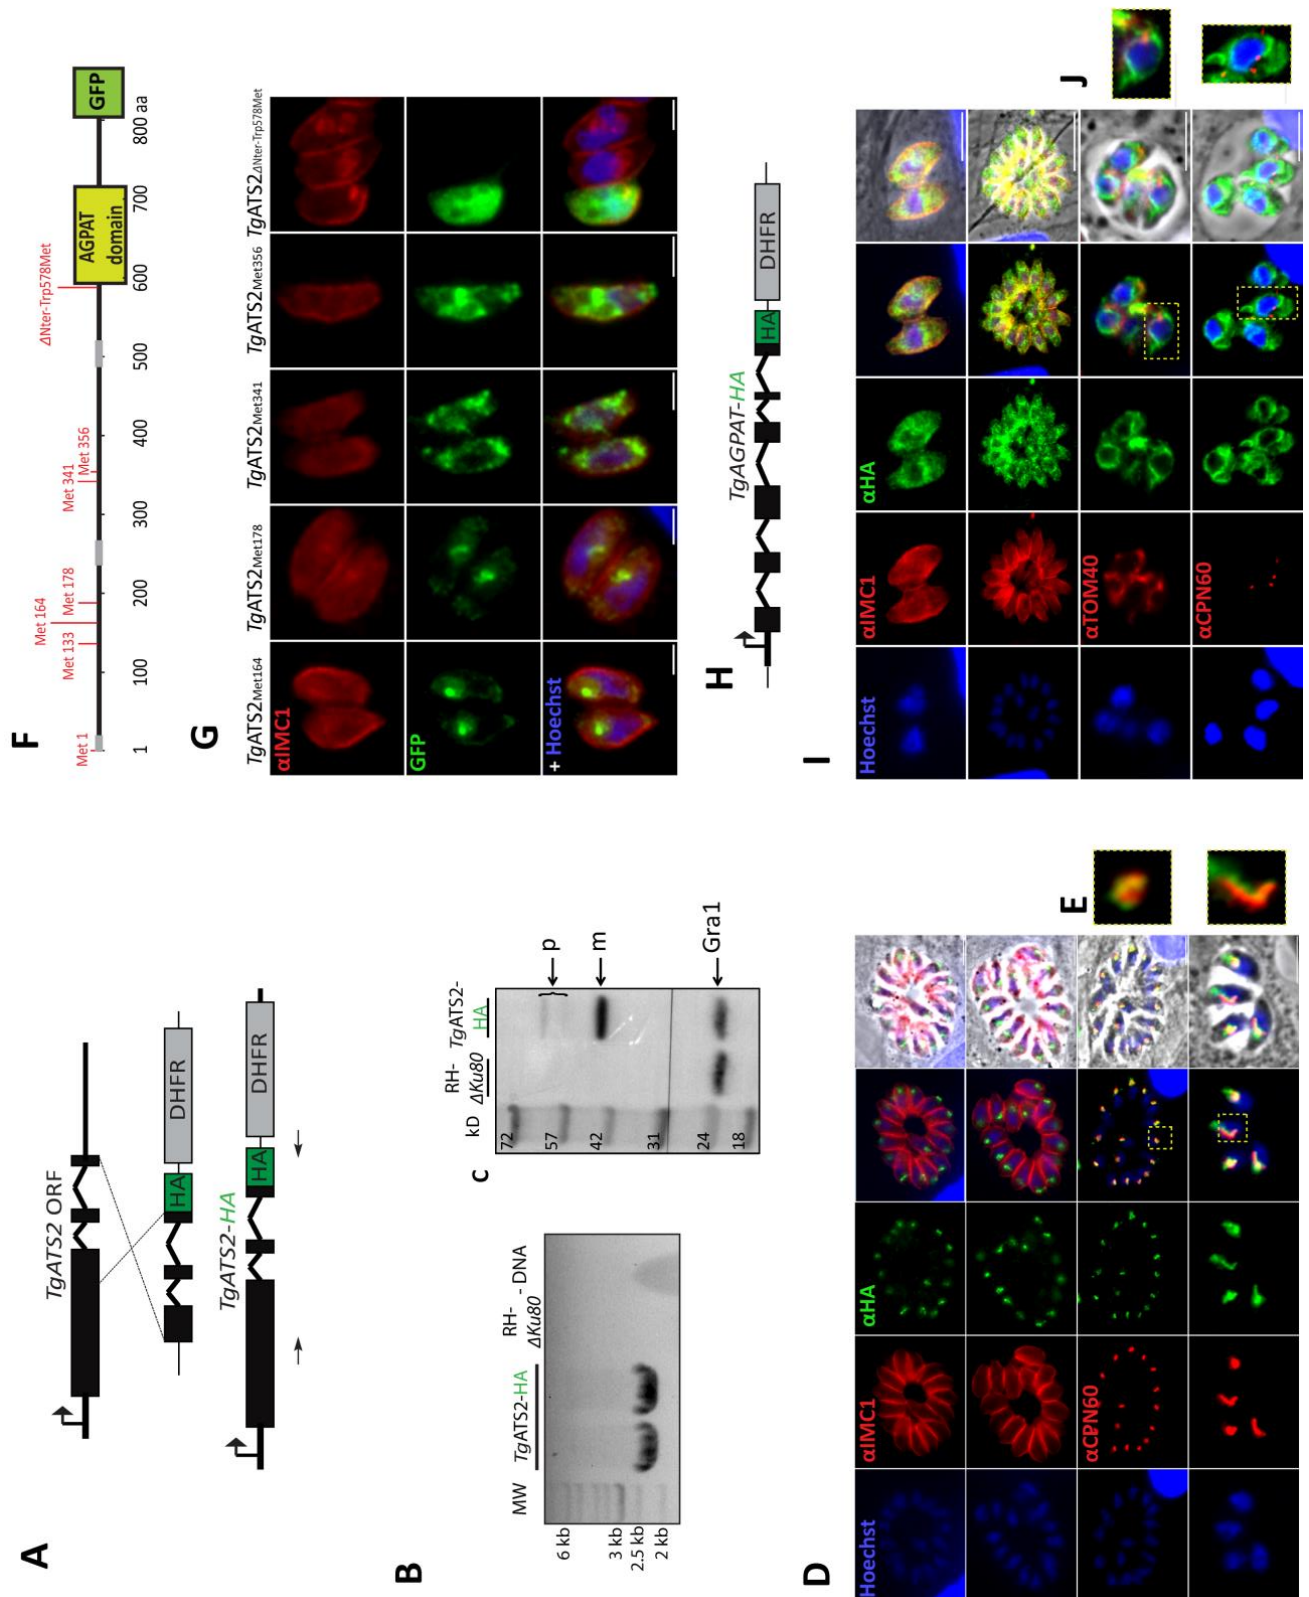 A
TgATS2 ORF
HA
DHFR
TgATS2-HA
HA
DHFR
B
MW
TgATS2-HA
RH-
ΔKu80
- DNA
6 kb
3 kb
2.5 kb
2 kb
C
kD
RH-
ΔKu80
TgATS2-
HA
72
57
42
31
24
18
p
m
Gra1
D
Hoechst
αIMC1
αHA
αCPN60
E
F
Met 1
Met 133
Met 164
Met 178
Met 341
Met 356
ΔNter-Trp578Met
AGPAT
domain
GFP
1
100
200
300
400
500
600
700
800 aa
G
TgATS2Met164
TgATS2Met178
TgATS2Met341
TgATS2Met356
TgATS2ΔNter-Trp578Met
αIMC1
GFP
+ Hoechst
H
TgAGPAT-HA
HA
DHFR
I
Hoechst
αIMC1
αHA
αTOM40
αCPN60
J